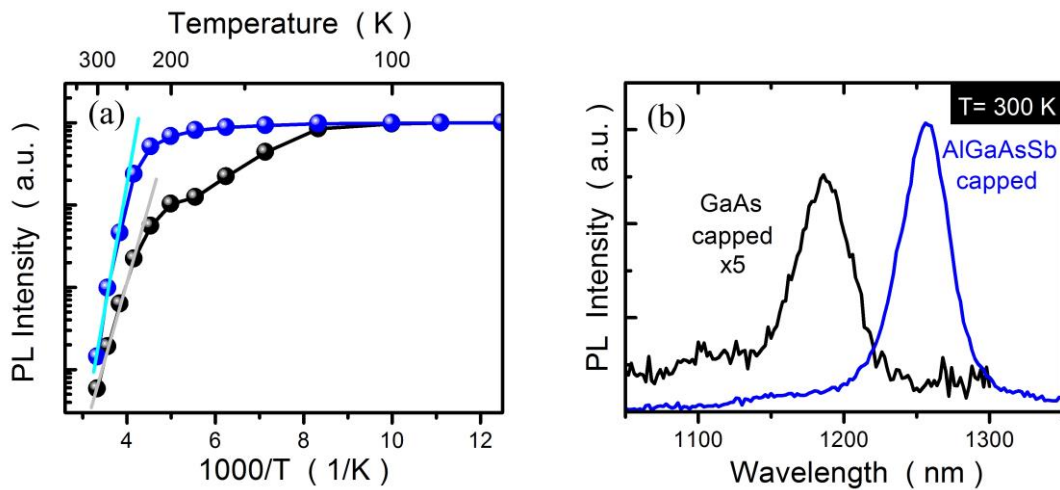 Temperature ( K )
300 200 100
(a)
PL Intensity ( a.u. )
4 6 8 10 12
1000/T ( 1/K )
(b)
T= 300 K
AlGaAsSb
capped
GaAs
capped
x5
PL Intensity ( a.u. )
1100 1200 1300
Wavelength ( nm )